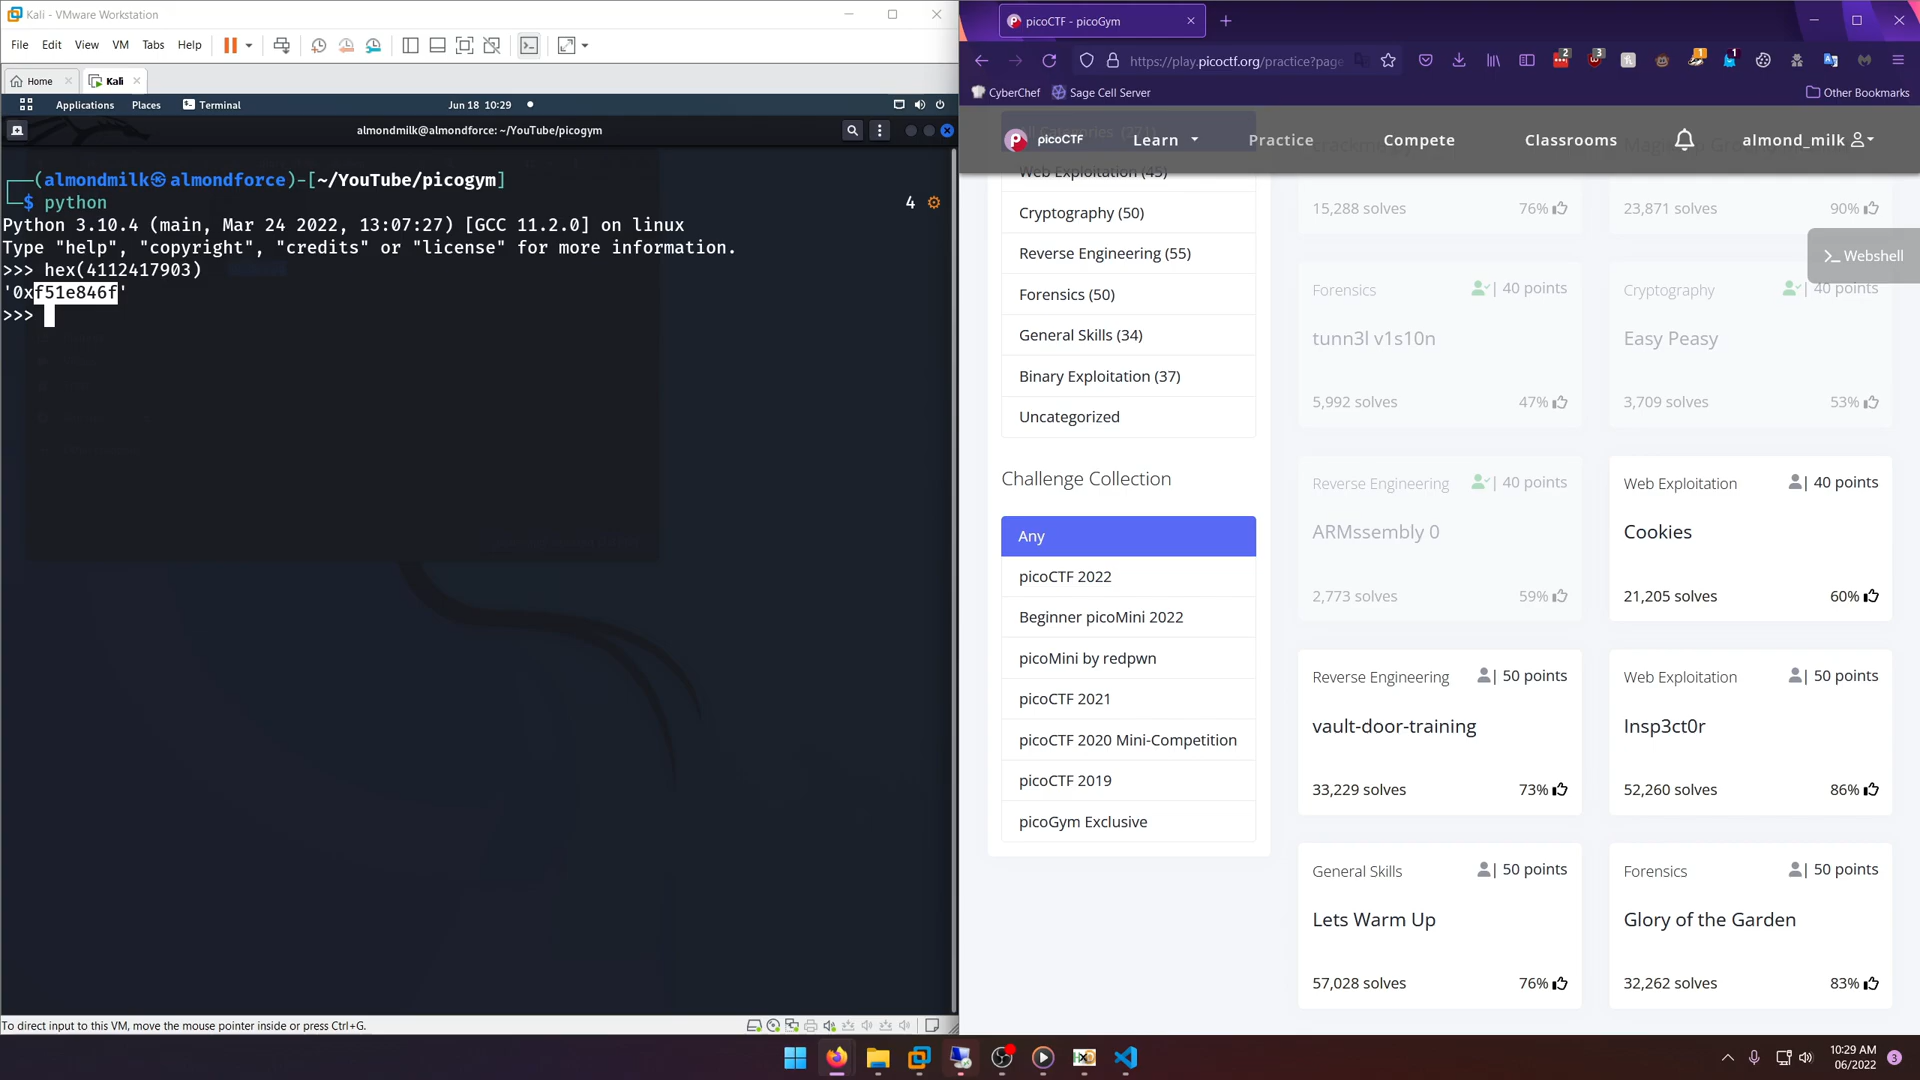 Kali - VMware Workstation
File Edit View VM Tabs Help
Home Kali
Applications Places Terminal Jun 18 10:29
almondmilk@almondforce: ~/YouTube/picogym
┌──(almondmilk㉿almondforce)-[~/YouTube/picogym]
└─$ python
4
Python 3.10.4 (main, Mar 24 2022, 13:07:27) [GCC 11.2.0] on linux
Type "help", "copyright", "credits" or "license" for more information.
>>> hex(4112417903)
'0xf51e846f'
>>>
To direct input to this VM, move the mouse pointer inside or press Ctrl+G.
picoCTF - picoGym
https://play.picoctf.org/practice?page
2 3 1 1
CyberChef Sage Cell Server Other Bookmarks
picoCTF Learn Practice Compete Classrooms almond_milk
Web Exploitation (45)
Cryptography (50)
Reverse Engineering (55)
Forensics (50)
General Skills (34)
Binary Exploitation (37)
Uncategorized
Challenge Collection
Any
picoCTF 2022
Beginner picoMini 2022
picoMini by redpwn
picoCTF 2021
picoCTF 2020 Mini-Competition
picoCTF 2019
picoGym Exclusive
15,288 solves 76%
23,871 solves 90%
>_ Webshell
Forensics | 40 points
tunn3l v1s10n
5,992 solves 47%
Cryptography | 40 points
Easy Peasy
3,709 solves 53%
Reverse Engineering | 40 points
ARMssembly 0
2,773 solves 59%
Web Exploitation | 40 points
Cookies
21,205 solves 60%
Reverse Engineering | 50 points
vault-door-training
33,229 solves 73%
Web Exploitation | 50 points
Insp3ct0r
52,260 solves 86%
General Skills | 50 points
Lets Warm Up
57,028 solves 76%
Forensics | 50 points
Glory of the Garden
32,262 solves 83%
10:29 AM
06/2022
3